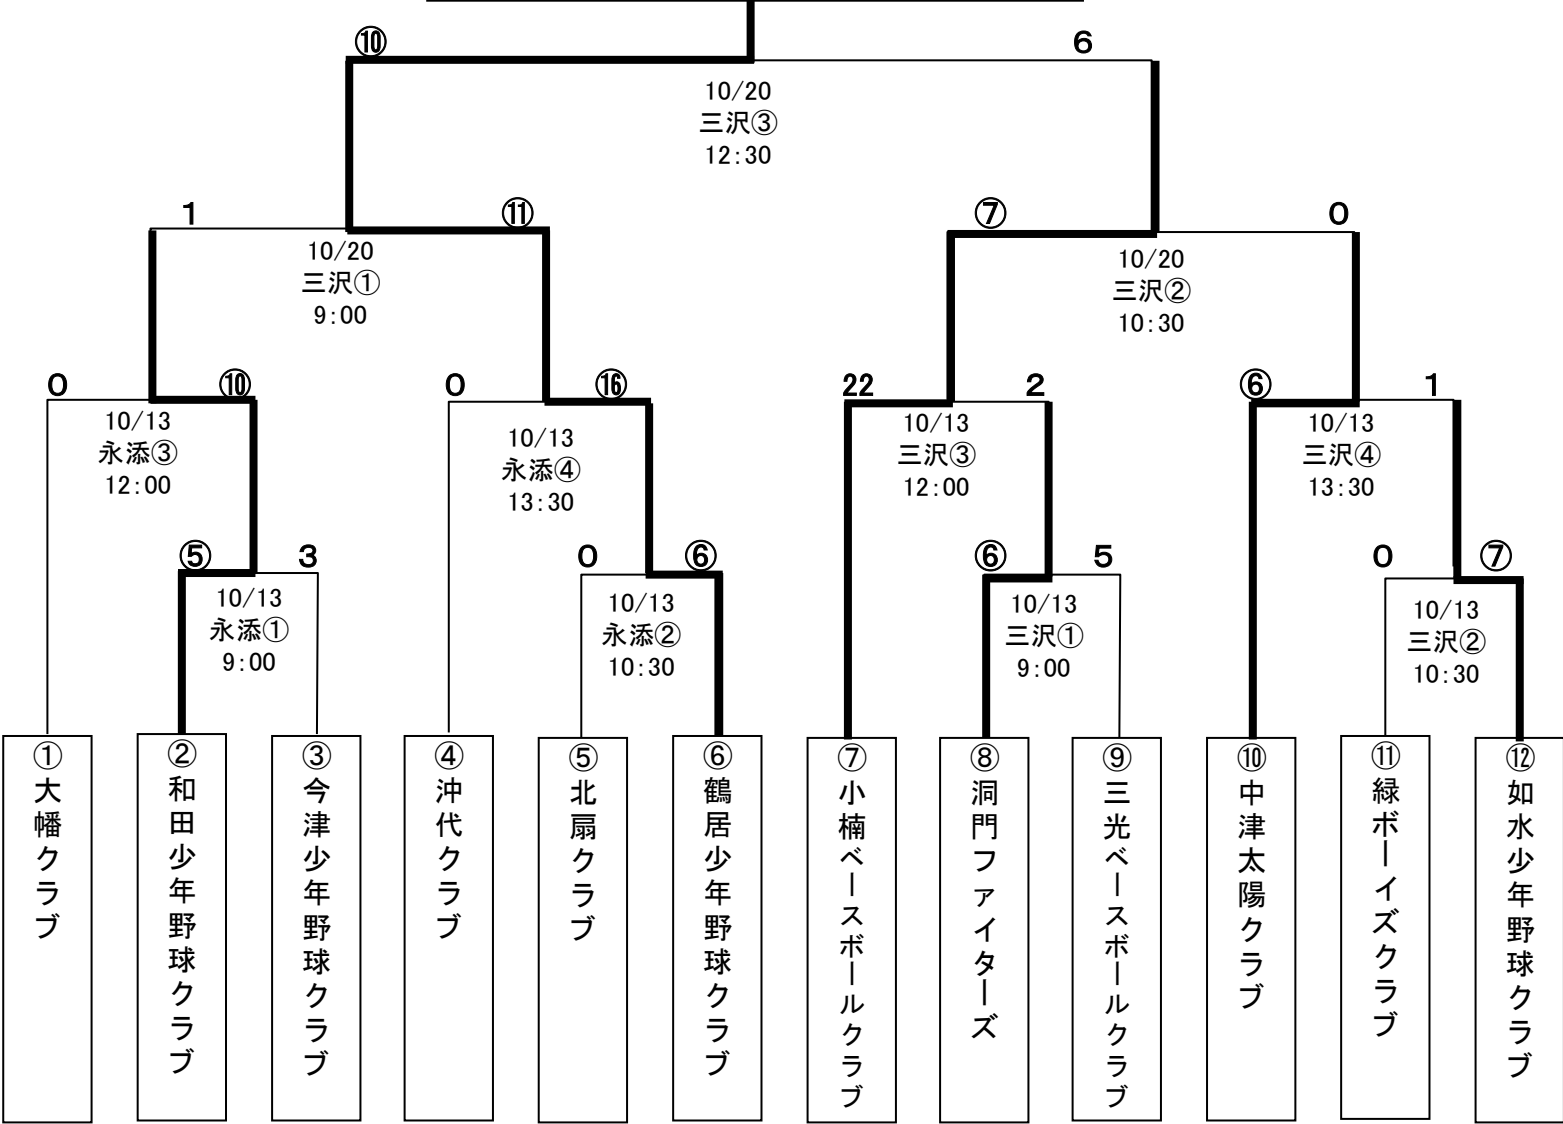 ⑩ 6
10/20
三沢③
12:30
1 ⑪
10/20
三沢①
9:00
⑦ 0
10/20
三沢②
10:30
0 ⑩
10/13
永添③
12:00
0 ⑯
10/13
永添④
13:30
22 2
10/13
三沢③
12:00
⑥ 1
10/13
三沢④
13:30
⑤ 3
10/13
永添①
9:00
0 ⑥
10/13
永添②
10:30
⑥ 5
10/13
三沢①
9:00
0 ⑦
10/13
三沢②
10:30
①大幡クラブ
②和田少年野球クラブ
③今津少年野球クラブ
④沖代クラブ
⑤北扇クラブ
⑥鶴居少年野球クラブ
⑦小楠ベースボールクラブ
⑧洞門ファイターズ
⑨三光ベースボールクラブ
⑩中津太陽クラブ
⑪緑ボーイズクラブ
⑫如水少年野球クラブ